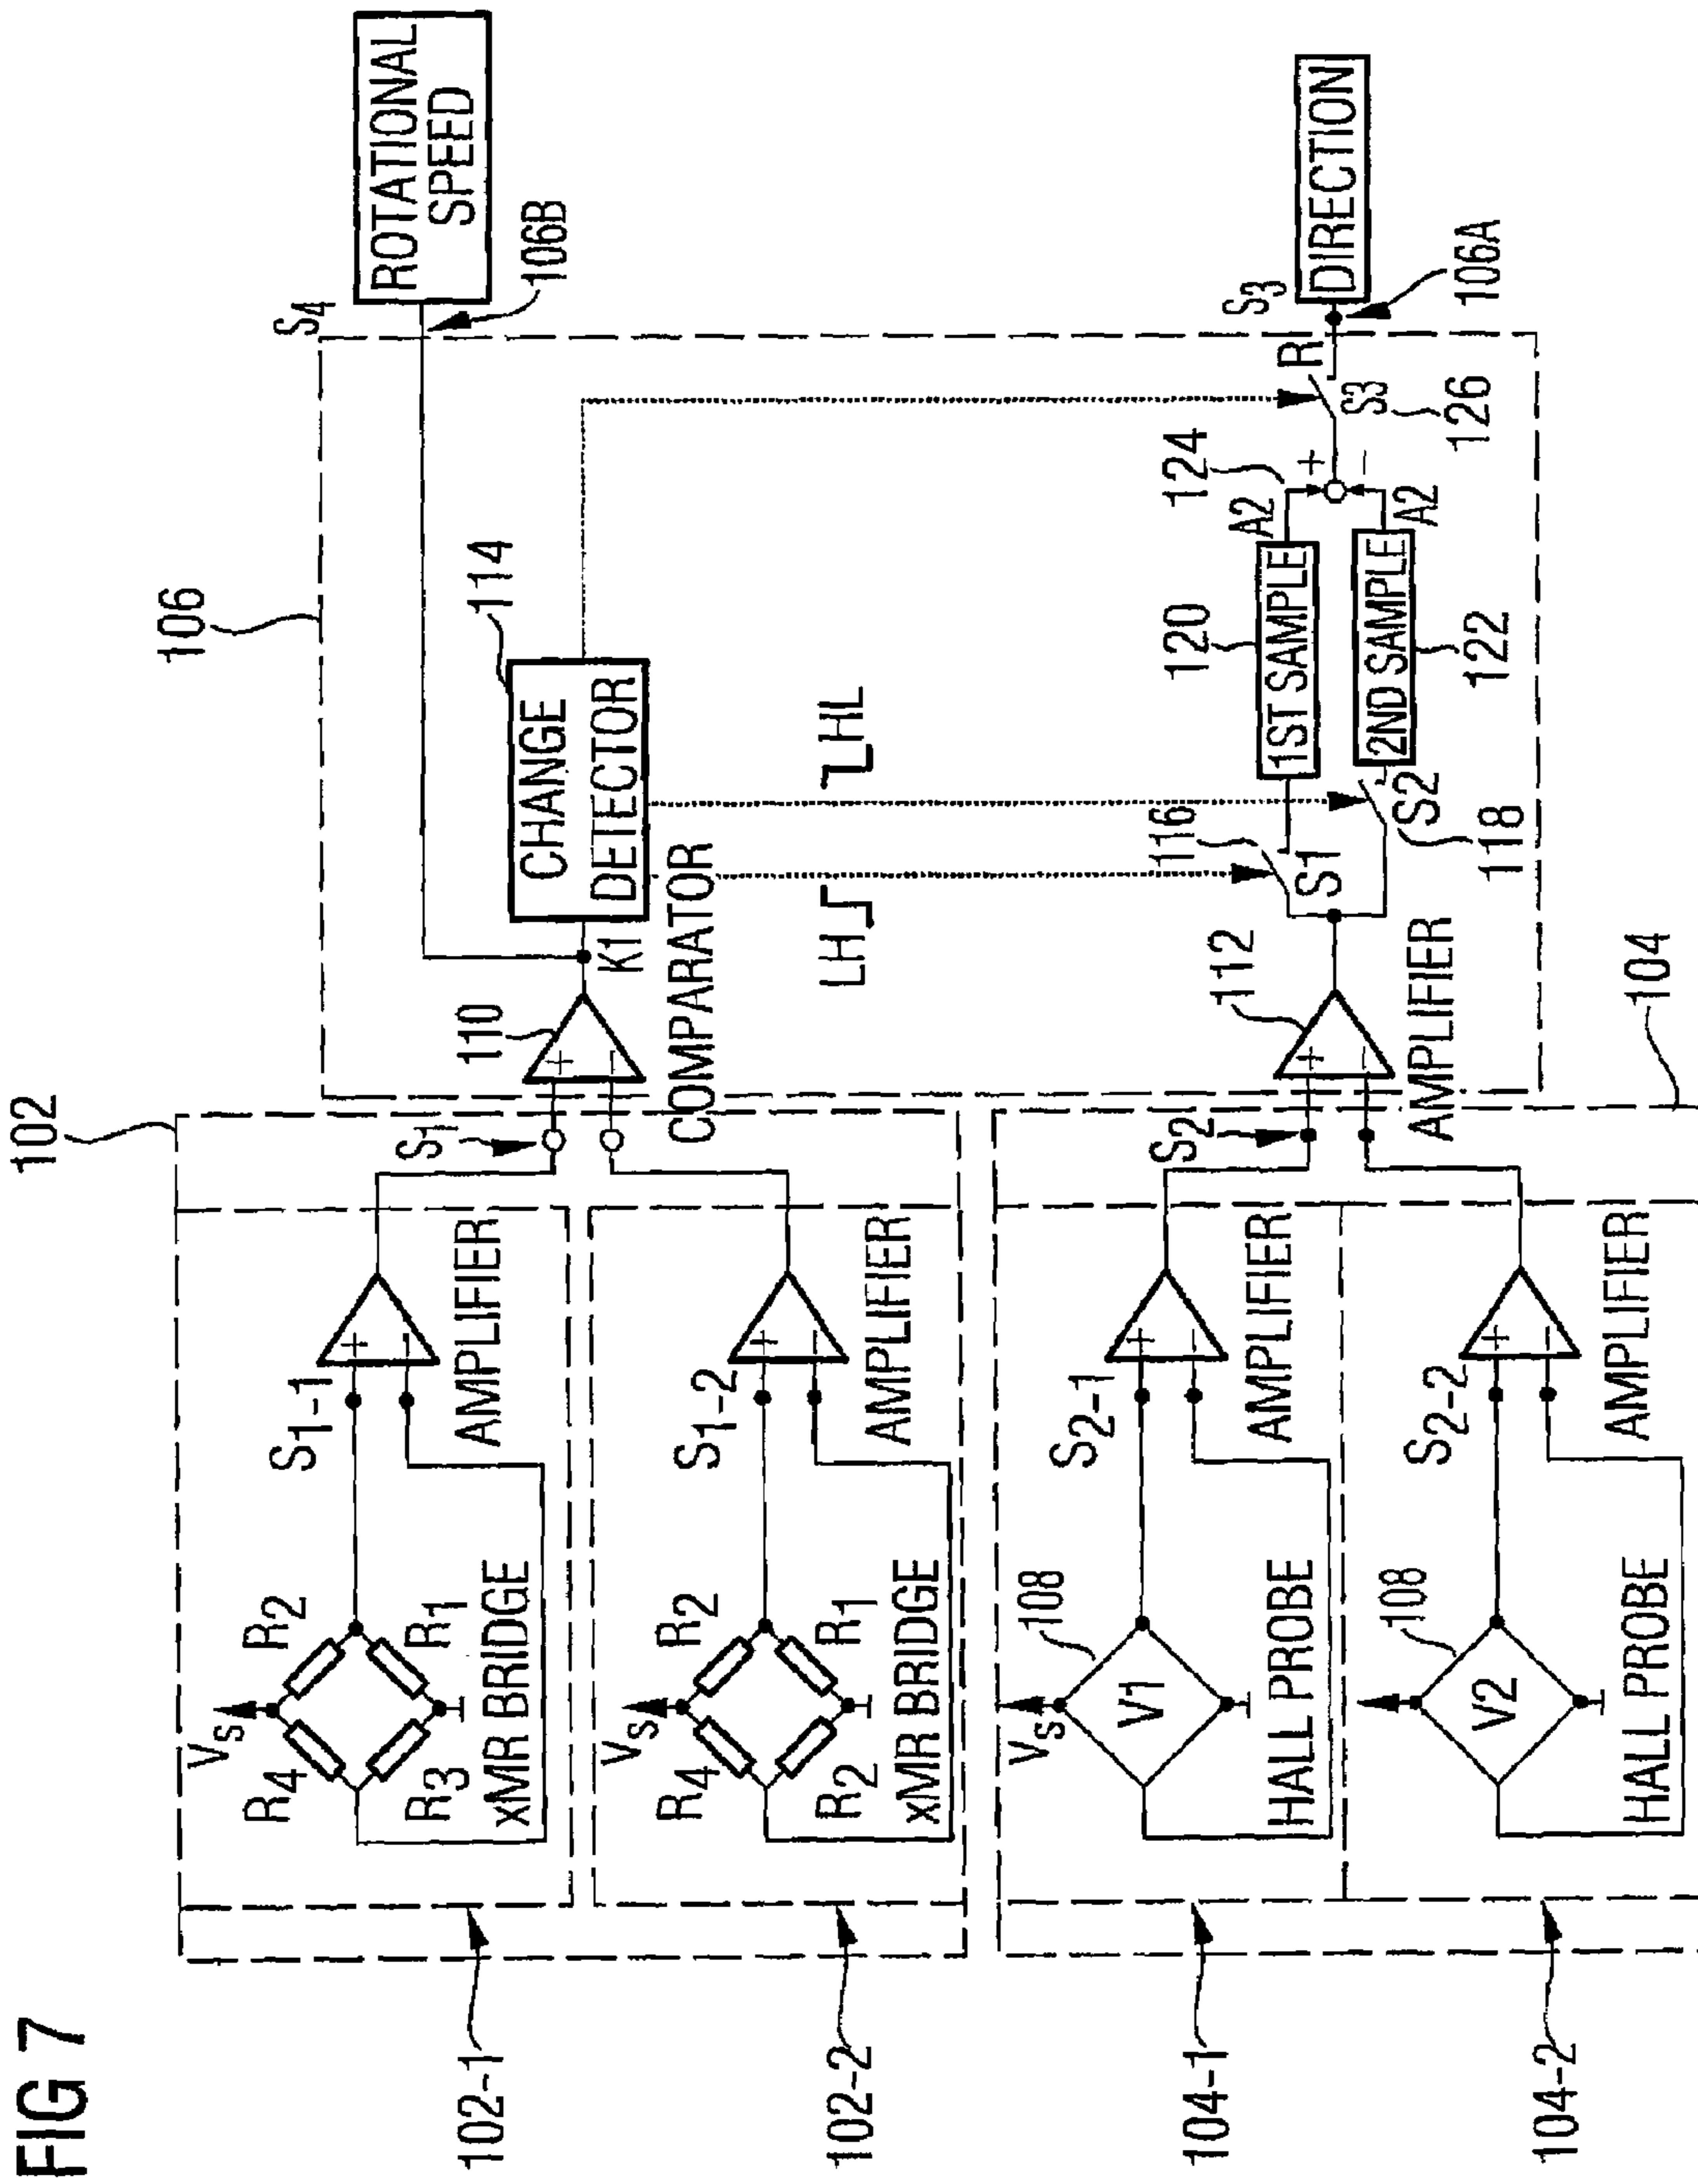 FIG 7
102
106
S4
ROTATIONAL
SPEED
106B
102-1
Vs
R4
R2
R3
R1
xMR BRIDGE
S1-1
AMPLIFIER
S1
110
COMPARATOR
K1
CHANGE
DETECTOR
114
102-2
Vs
R4
R2
R2
R1
xMR BRIDGE
S1-2
AMPLIFIER
LH
HL
104-1
Vs
108
V1
HALL PROBE
S2-1
AMPLIFIER
S2
112
AMPLIFIER
104
116
S1
S2
118
120
1ST SAMPLE
A2
124
2ND SAMPLE
A2
122
+
-
R
S3
126
S3
DIRECTION
106A
104-2
108
V2
HALL PROBE
S2-2
AMPLIFIER